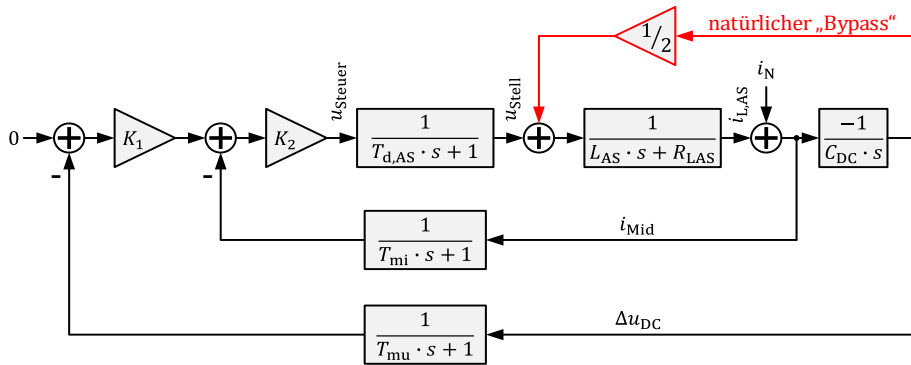 natürlicher „Bypass“
1/2
u_Steuer
u_Stell
i_L,AS
i_N
0
K_1
K_2
1
T_d,AS · s + 1
1
L_AS · s + R_LAS
-1
C_DC · s
-
-
1
T_mi · s + 1
i_Mid
1
T_mu · s + 1
Δu_DC